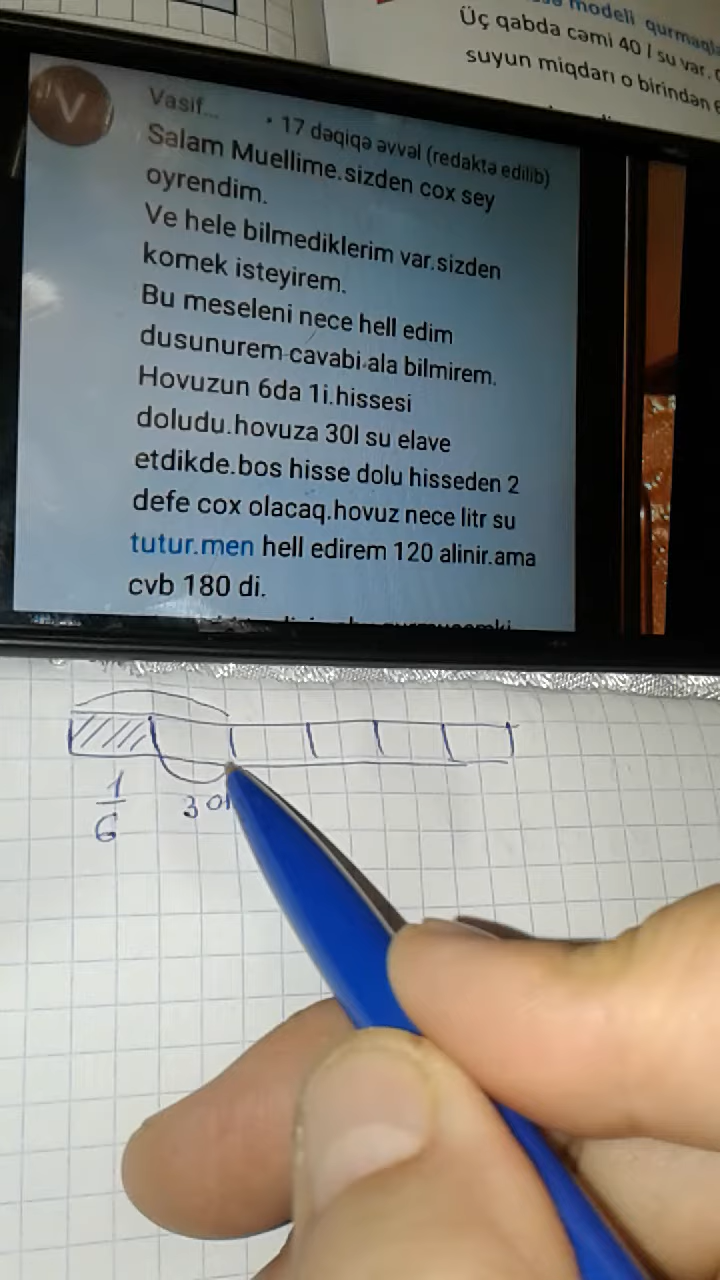 modeli qurmaqla
Üç qabda cəmi 40 l su var.
suyun miqdarı o birindən
V
Vasif... • 17 dəqiqə əvvəl (redaktə edilib)
Salam Muellime.sizden cox sey
oyrendim.
Ve hele bilmediklerim var.sizden
komek isteyirem.
Bu meseleni nece hell edim
dusunurem cavabi ala bilmirem.
Hovuzun 6da 1i.hissesi
doludu.hovuza 30l su elave
etdikde.bos hisse dolu hisseden 2
defe cox olacaq.hovuz nece litr su
tutur.men hell edirem 120 alinir.ama
cvb 180 di.
1
6
30l